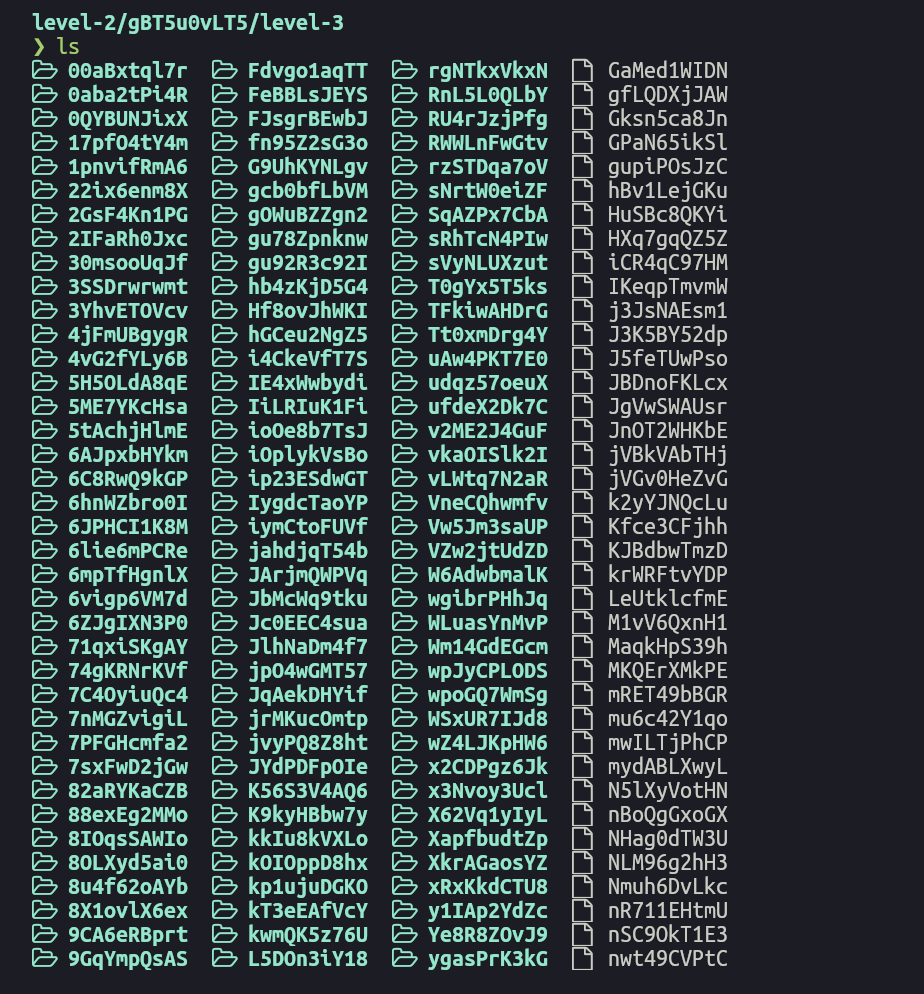 level-2/gBT5u0vLT5/level-3
❯ ls
00aBxtql7r Fdvgo1aqTT rgNTkxVkxN GaMed1WIDN
0aba2tPi4R FeBBLsJEYS RnL5L0QLbY gfLQDXjJAW
0QYBUNJixX FJsgrBEwbJ RU4rJzjPfg Gksn5ca8Jn
17pfO4tY4m fn95Z2sG3o RWWLnFwGtv GPaN65ikSl
1pnvifRmA6 G9UhKYNLgv rzSTDqa7oV gupiPOsJzC
22ix6enm8X gcb0bfLbVM sNrtW0eiZF hBv1LejGKu
2GsF4Kn1PG gOWuBZZgn2 SqAZPx7CbA HuSBc8QKYi
2IFaRh0Jxc gu78Zpnknw sRhTcN4PIw HXq7gqQZ5Z
30msooUqJf gu92R3c92I sVyNLUXzut iCR4qC97HM
3SSDrwrwmt hb4zKjD5G4 T0gYx5T5ks IKeqpTmvmW
3YhvETOVcv Hf8ovJhWKI TFkiwAHDrG j3JsNAEsm1
4jFmUBgygR hGCeu2NgZ5 Tt0xmDrg4Y J3K5BY52dp
4vG2fYLy6B i4CkeVfT7S uAw4PKT7E0 J5feTUwPso
5H5OLdA8qE IE4xWwbydi udqz57oeuX JBDnoFKLcx
5ME7YKcHsa IiLRIuK1Fi ufdeX2Dk7C JgVwSWAUsr
5tAchjHlmE ioOe8b7TsJ v2ME2J4GuF JnOT2WHKbE
6AJpxbHYkm iOplykVsBo vkaOISlk2I jVBkVAbTHj
6C8RwQ9kGP ip23ESdwGT vLWtq7N2aR jVGv0HeZvG
6hnWZbro0I IygdcTaoYP VneCQhwmfv k2yYJNQcLu
6JPHCI1K8M iymCtoFUVf Vw5Jm3saUP Kfce3CFjhh
6lie6mPCRe jahdjqT54b VZw2jtUdZD KJBdbwTmzD
6mpTfHgnlX JArjmQWPVq W6AdwbmalK krWRFtvYDP
6vigp6VM7d JbMcWq9tku wgibrPHhJq LeUtklcfmE
6ZJgIXN3P0 Jc0EEC4sua WLuasYnMvP M1vV6QxnH1
71qxiSKgAY JlhNaDm4f7 Wm14GdEGcm MaqkHpS39h
74gKRNrKVf jpO4wGMT57 wpJyCPLODS MKQErXMkPE
7C4OyiuQc4 JqAekDHYif wpoGQ7WmSg mRET49bBGR
7nMGZvigiL jrMKucOmtp WSxUR7IJd8 mu6c42Y1qo
7PFGHcmfa2 jvyPQ8Z8ht wZ4LJKpHW6 mwILTjPhCP
7sxFwD2jGw JYdPDFpOIe x2CDPgz6Jk mydABLXwyL
82aRYKaCZB K56S3V4AQ6 x3Nvoy3Ucl N5lXyVotHN
88exEg2MMo K9kyHBbw7y X62Vq1yIyL nBoQgGxoGX
8IOqsSAWIo kkIu8kVXLo XapfbudtZp NHag0dTW3U
8OLXyd5ai0 kOIOppD8hx XkrAGaosYZ NLM96g2hH3
8u4f62oAYb kp1ujuDGKO xRxKkdCTU8 Nmuh6DvLkc
8X1ovlX6ex kT3eEAfVcY y1IAp2YdZc nR711EHtmU
9CA6eRBprt kwmQK5z76U Ye8R8ZOvJ9 nSC9OkT1E3
9GqYmpQsAS L5DOn3iY18 ygasPrK3kG nwt49CVPtC